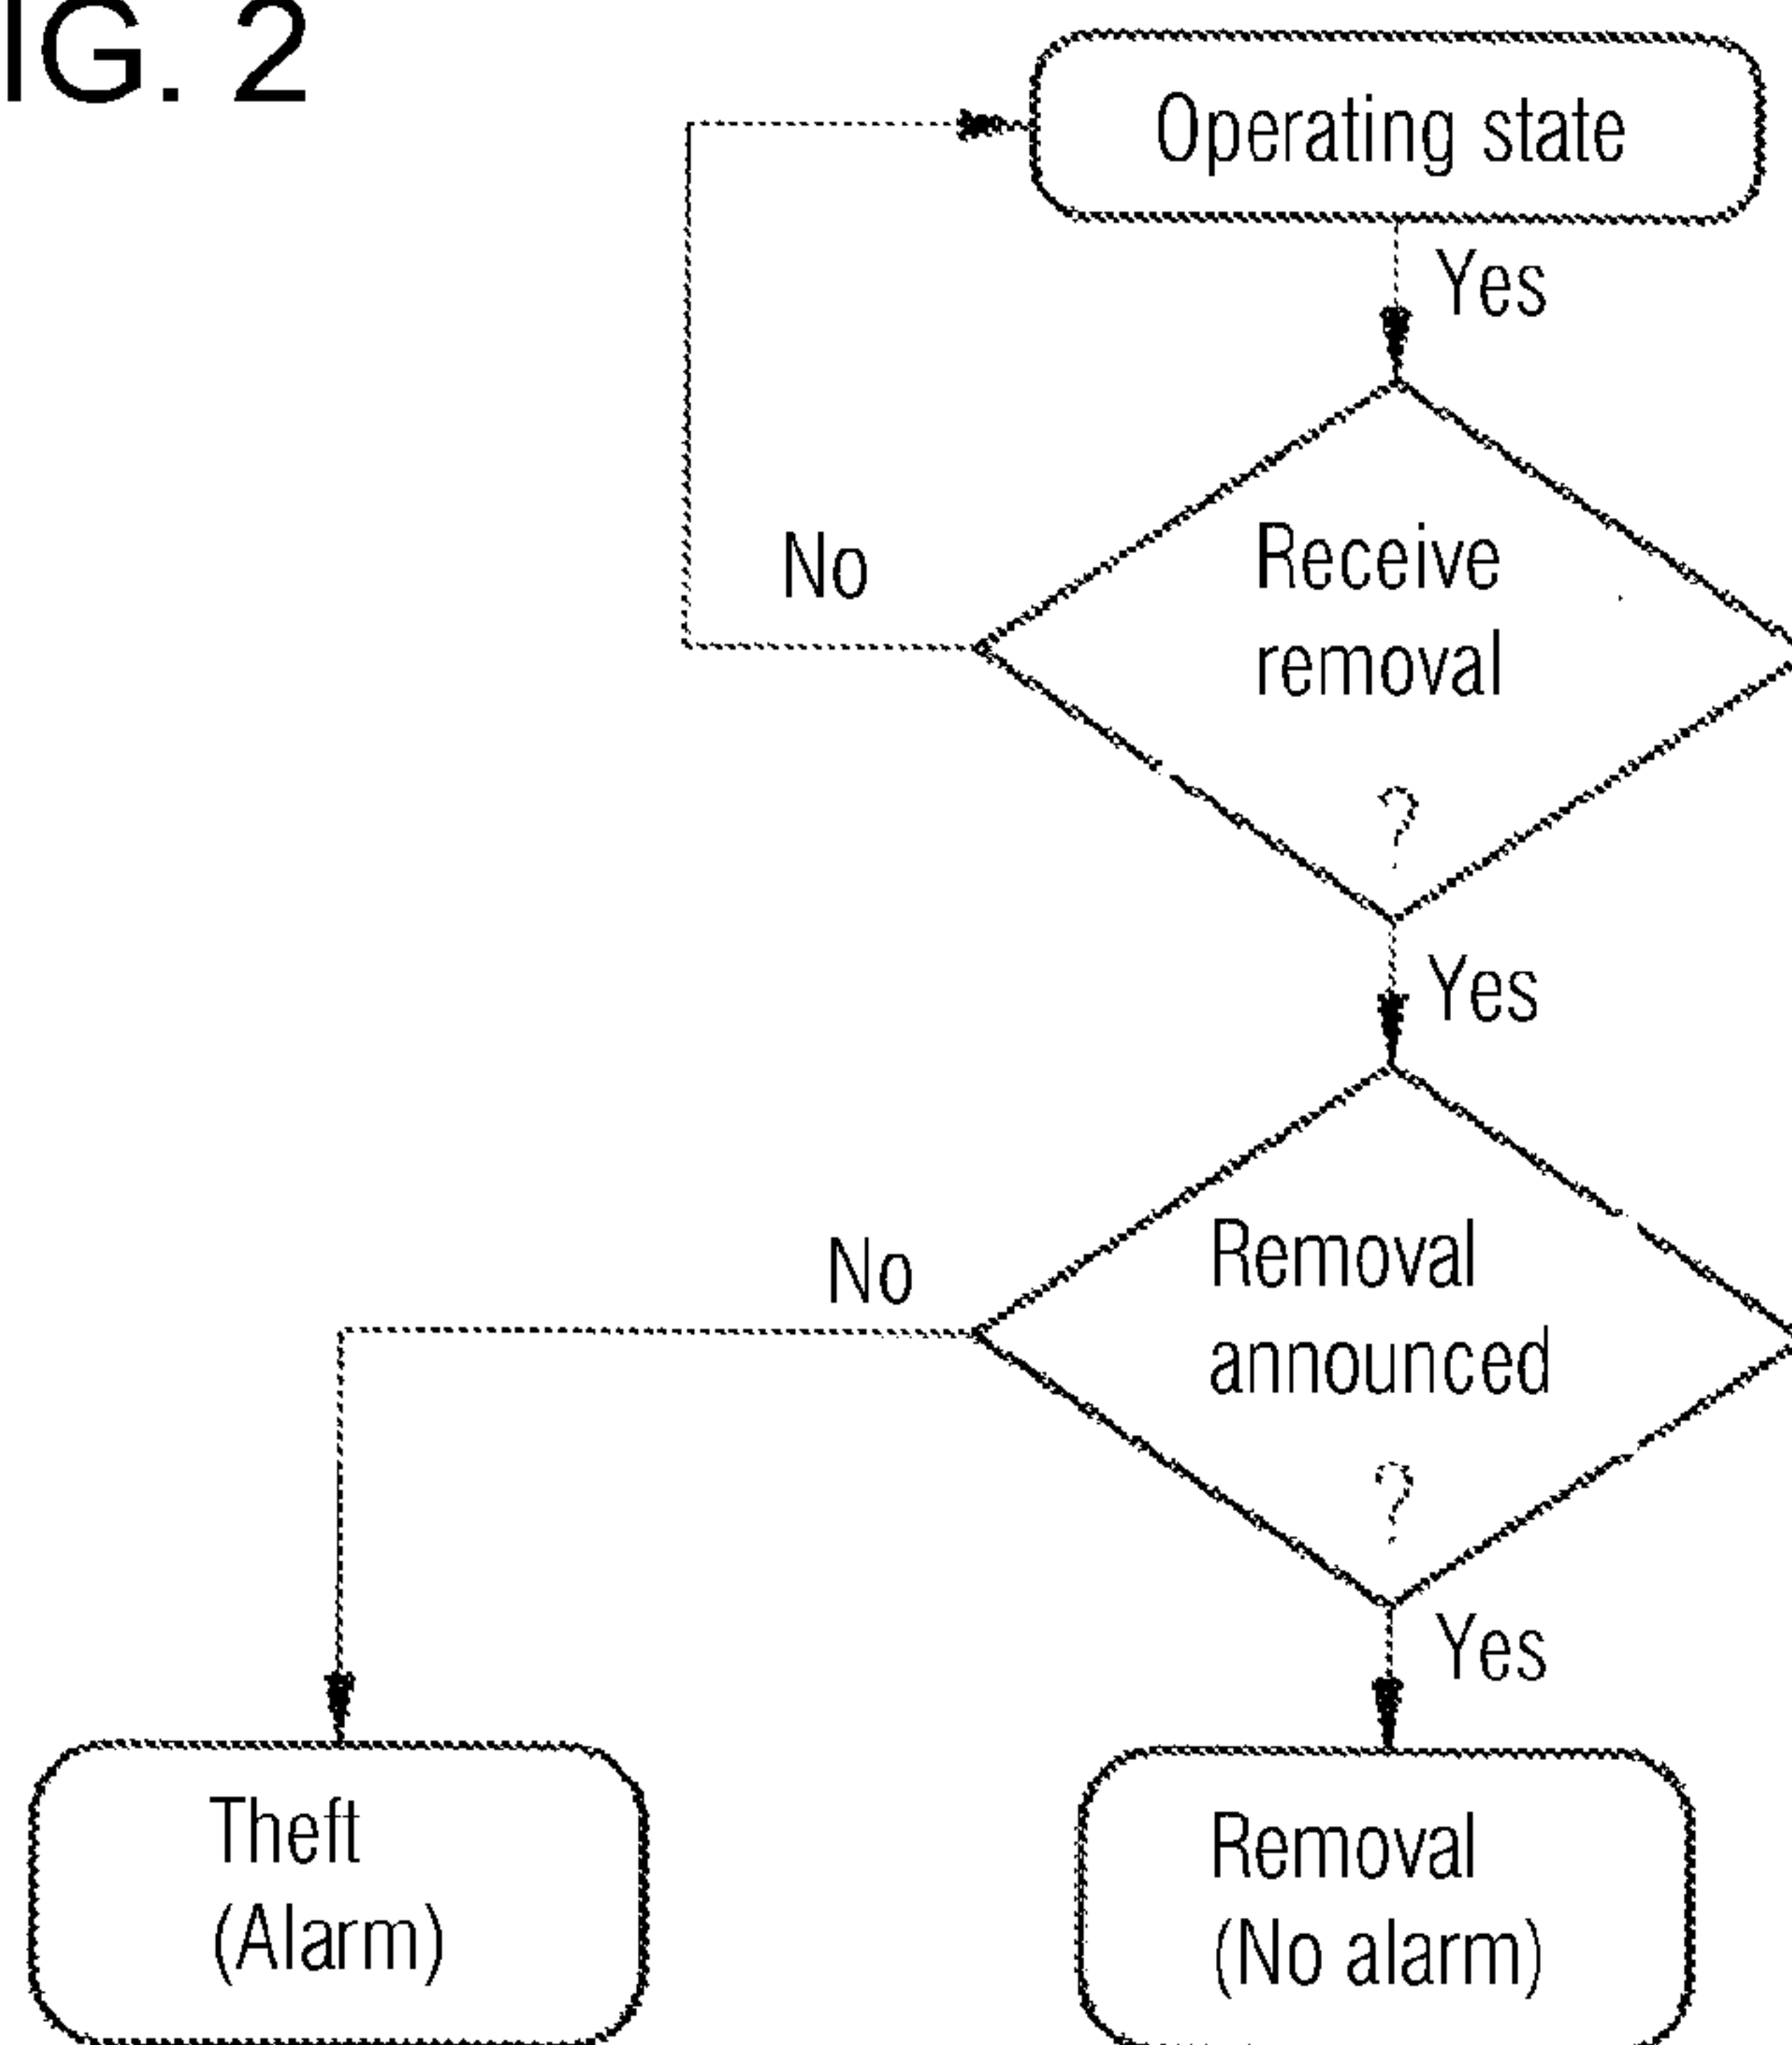 IG. 2
Operating state
Yes
No
Receive
removal
?
Yes
No
Removal
announced
?
Yes
Theft
(Alarm)
Removal
(No alarm)